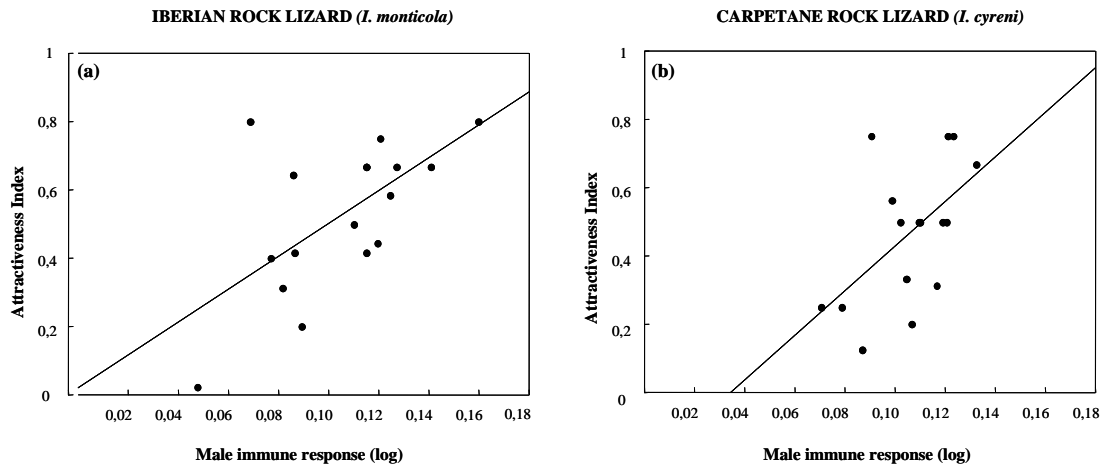 IBERIAN ROCK LIZARD (I. monticola)
(a)
Attractiveness Index
1
0,8
0,6
0,4
0,2
0
0,02 0,04 0,06 0,08 0,10 0,12 0,14 0,16 0,18
Male immune response (log)
CARPETANE ROCK LIZARD (I. cyreni)
(b)
Attractiveness Index
1
0,8
0,6
0,4
0,2
0
0,02 0,04 0,06 0,08 0,10 0,12 0,14 0,16 0,18
Male immune response (log)